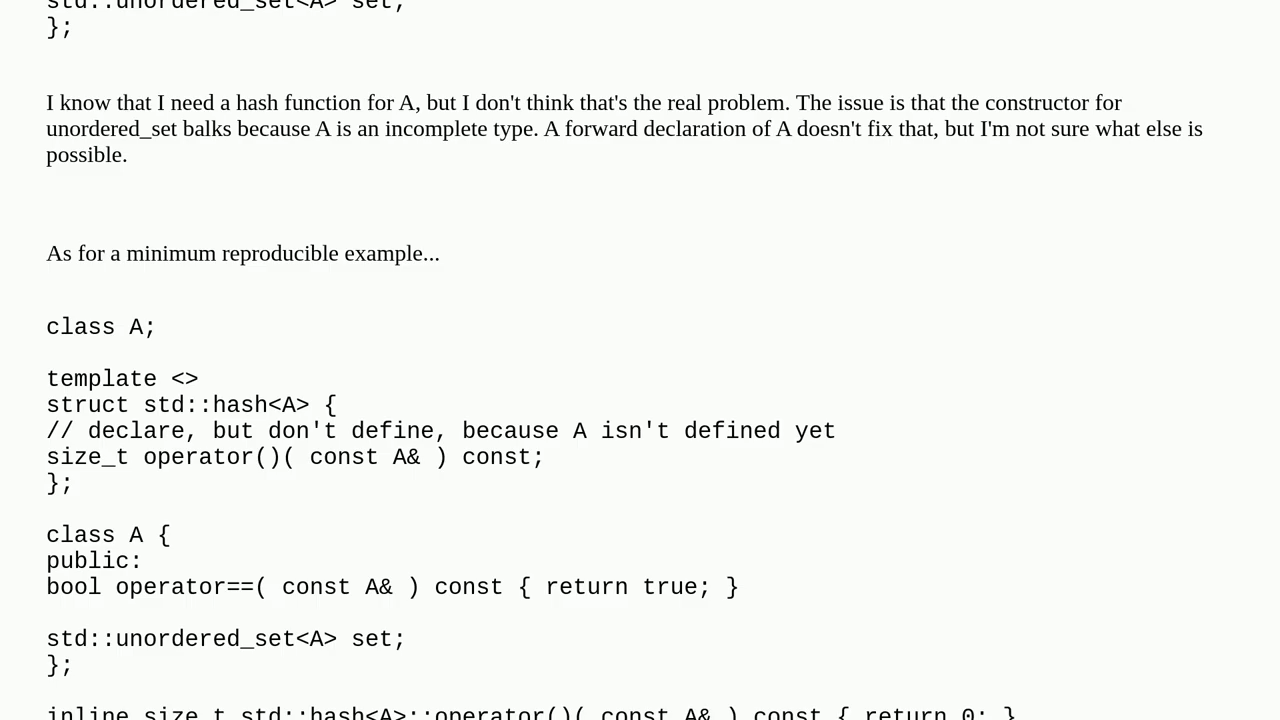 std::unordered_set<A> set;
};
I know that I need a hash function for A, but I don't think that's the real problem. The issue is that the constructor for
unordered_set balks because A is an incomplete type. A forward declaration of A doesn't fix that, but I'm not sure what else is
possible.
As for a minimum reproducible example...
class A;
template <>
struct std::hash<A> {
// declare, but don't define, because A isn't defined yet
size_t operator()( const A& ) const;
};
class A {
public:
bool operator==( const A& ) const { return true; }
std::unordered_set<A> set;
};
inline size_t std::hash<A>::operator()( const A& ) const { return 0; }